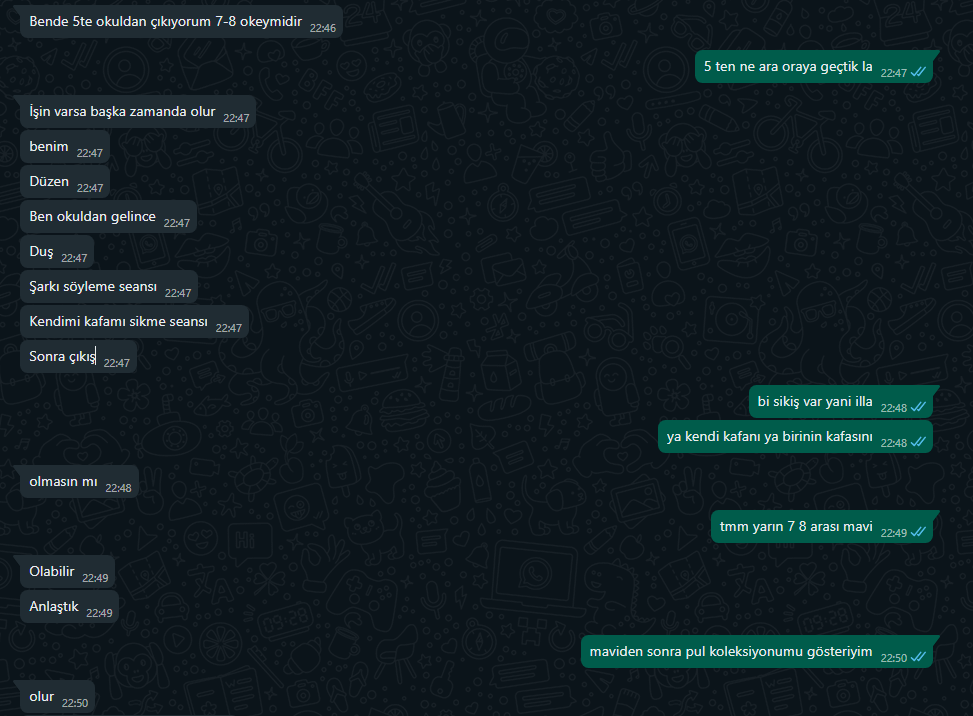 Bende 5te okuldan çıkıyorum 7-8 okeymidir 22:46
5 ten ne ara oraya geçtik la 22:47
İşin varsa başka zamanda olur 22:47
benim 22:47
Düzen 22:47
Ben okuldan gelince 22:47
Duş 22:47
Şarkı söyleme seansı 22:47
Kendimi kafamı sikme seansı 22:47
Sonra çıkış 22:47
bi sikiş var yani illa 22:48
ya kendi kafanı ya birinin kafasını 22:48
olmasın mı 22:48
tmm yarın 7 8 arası mavi 22:49
Olabilir 22:49
Anlaştık 22:49
maviden sonra pul koleksiyonumu gösteriyim 22:50
olur 22:50